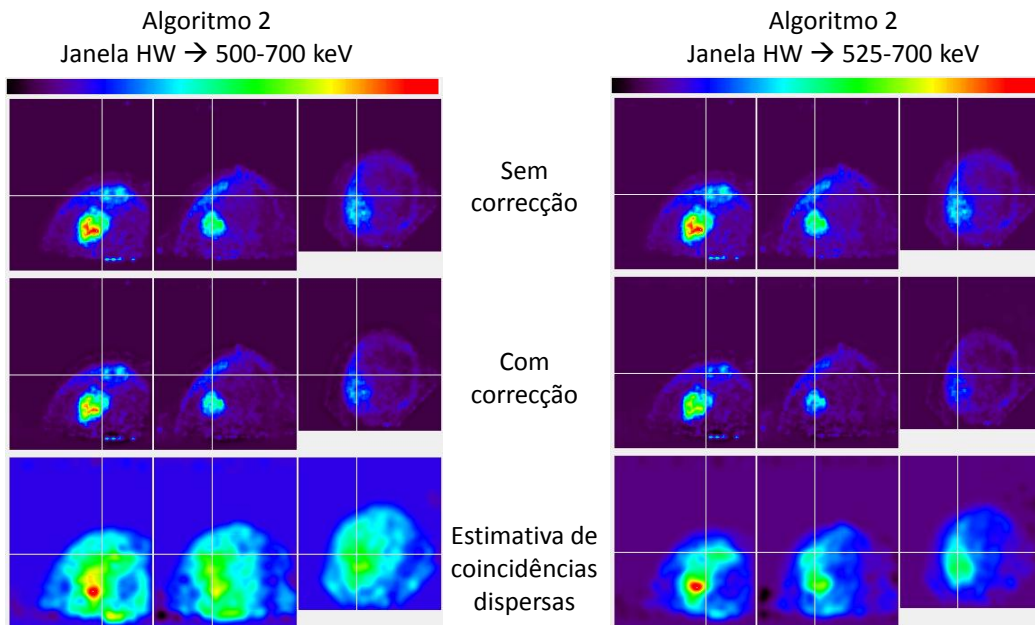 Algoritmo 2
Janela HW → 500-700 keV
Algoritmo 2
Janela HW → 525-700 keV
Sem
correcção
Com
correcção
Estimativa de
coincidências
dispersas